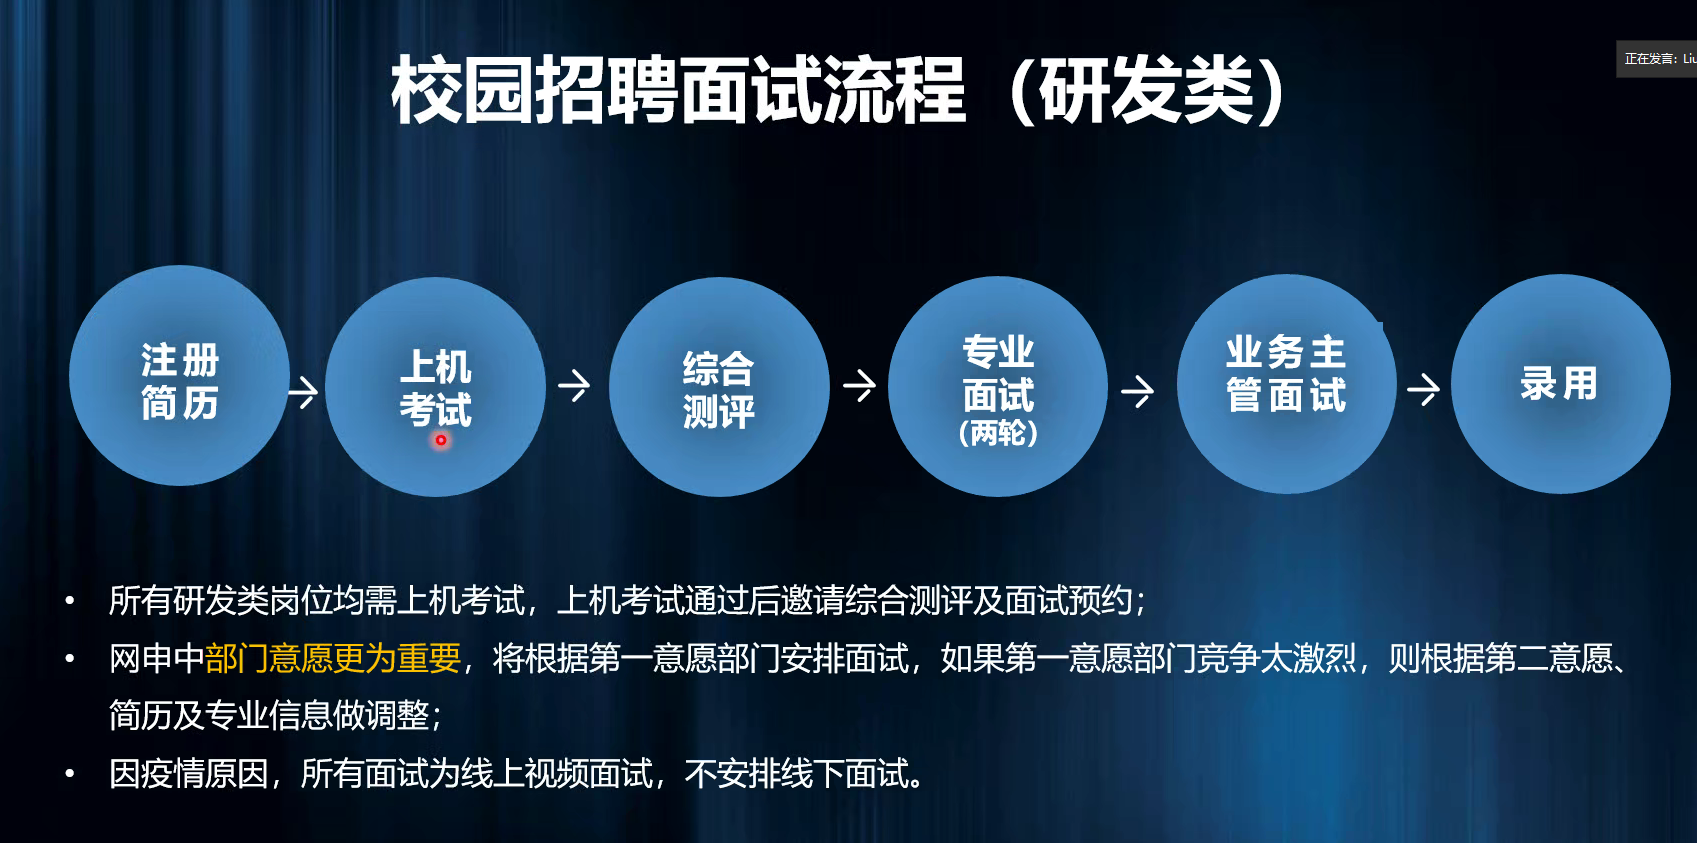 校园招聘面试流程（研发类）
正在发言: Liu
注册
简历
上机
考试
综合
测评
专业
面试
（两轮）
业务主
管面试
录用
• 所有研发类岗位均需上机考试，上机考试通过后邀请综合测评及面试预约；
• 网申中部门意愿更为重要，将根据第一意愿部门安排面试，如果第一意愿部门竞争太激烈，则根据第二意愿、
简历及专业信息做调整；
• 因疫情原因，所有面试为线上视频面试，不安排线下面试。